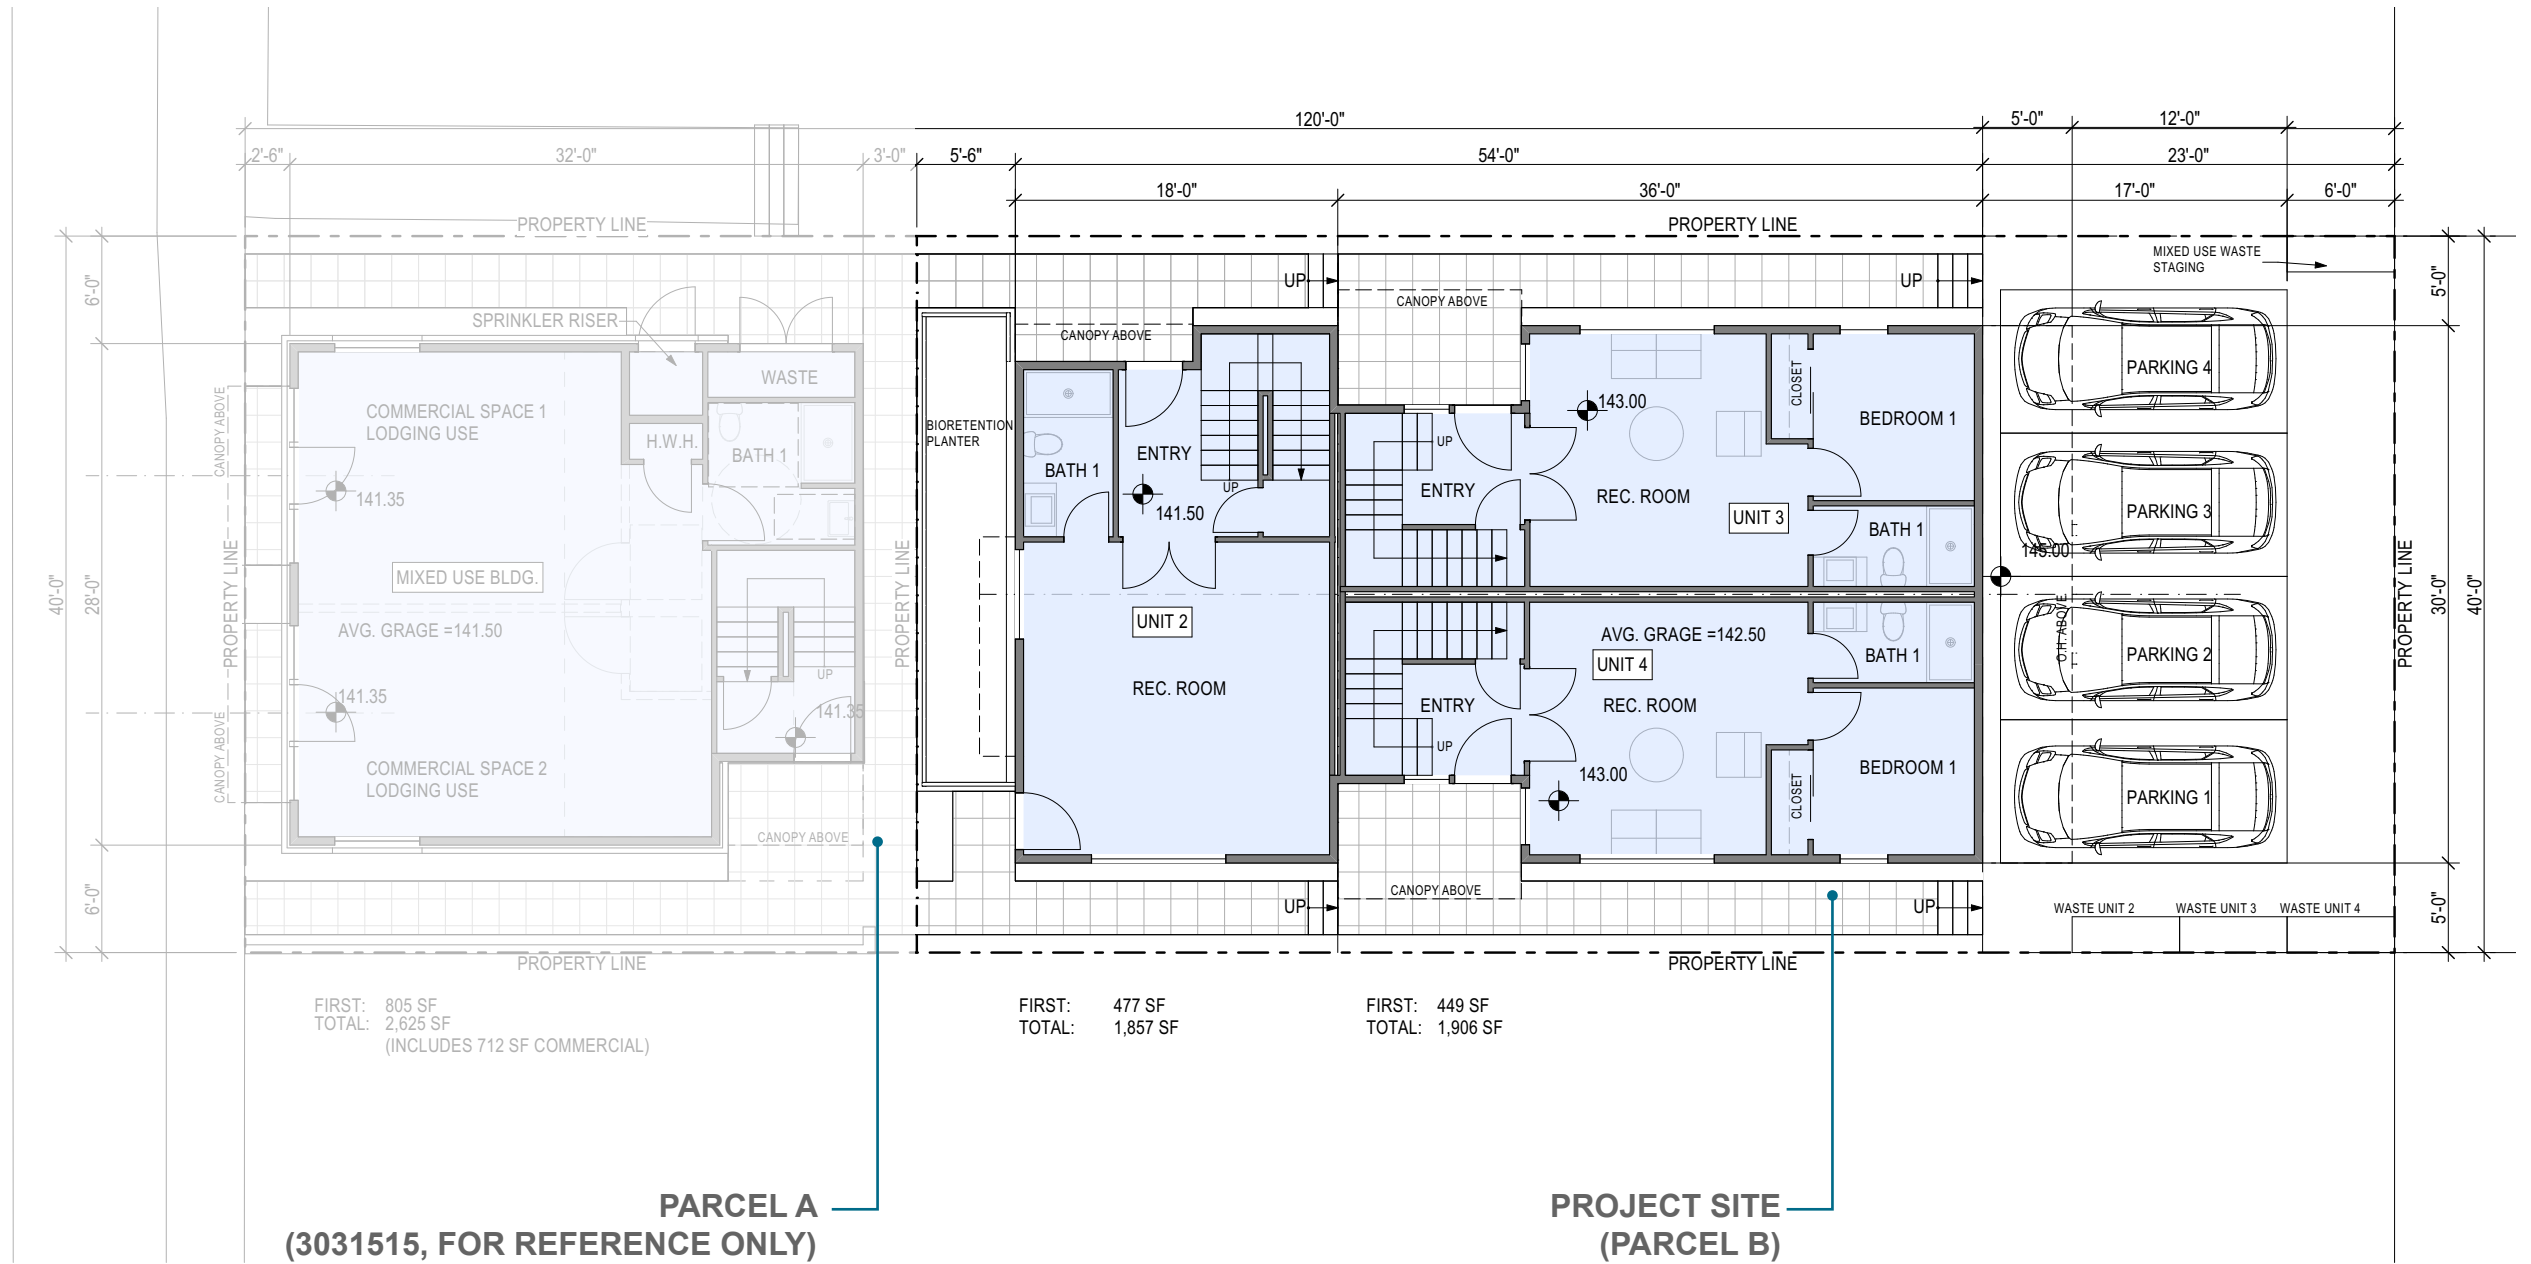 120'-0"
5'-0"
12'-0"
2'-6"
32'-0"
3'-0"
5'-6"
54'-0"
23'-0"
18'-0"
36'-0"
17'-0"
6'-0"
PROPERTY LINE
PROPERTY LINE
MIXED USE WASTE
STAGING
6'-0"
28'-0"
40'-0"
6'-0"
5'-0"
30'-0"
40'-0"
5'-0"
UP
UP
CANOPY ABOVE
CANOPY ABOVE
SPRINKLER RISER
WASTE
COMMERCIAL SPACE 1
LODGING USE
H.W.H.
BATH 1
CANOPY ABOVE
141.35
PROPERTY LINE
MIXED USE BLDG.
AVG. GRAGE =141.50
141.35
141.35
UP
CANOPY ABOVE
COMMERCIAL SPACE 2
LODGING USE
CANOPY ABOVE
PROPERTY LINE
BIORETENTION
PLANTER
BATH 1
ENTRY
UP
141.50
UNIT 2
REC. ROOM
UP
ENTRY
143.00
REC. ROOM
UNIT 3
CLOSET
BEDROOM 1
BATH 1
AVG. GRAGE =142.50
UNIT 4
REC. ROOM
BATH 1
ENTRY
UP
143.00
CLOSET
BEDROOM 1
PARKING 4
PARKING 3
145.00
O.H. ABOVE
PARKING 2
PARKING 1
PROPERTY LINE
CANOPY ABOVE
UP
UP
WASTE UNIT 2
WASTE UNIT 3
WASTE UNIT 4
PROPERTY LINE
PROPERTY LINE
FIRST: 805 SF
TOTAL: 2,625 SF
(INCLUDES 712 SF COMMERCIAL)
FIRST: 477 SF
TOTAL: 1,857 SF
FIRST: 449 SF
TOTAL: 1,906 SF
PARCEL A
(3031515, FOR REFERENCE ONLY)
PROJECT SITE
(PARCEL B)